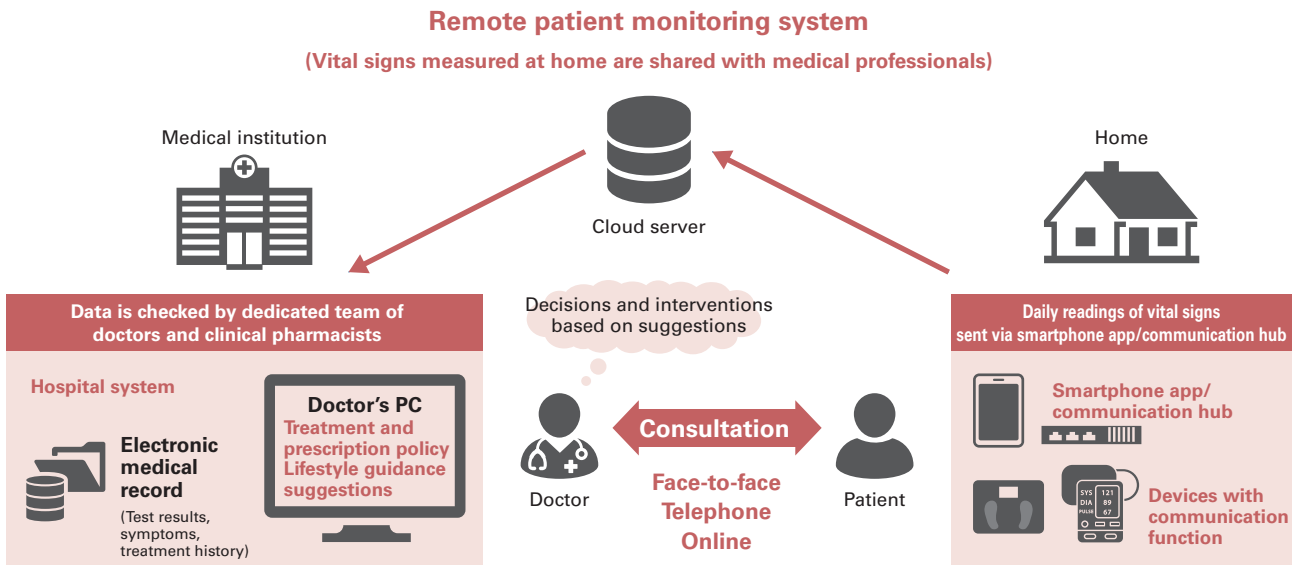 Remote patient monitoring system
(Vital signs measured at home are shared with medical professionals)
Medical institution
Cloud server
Home
Data is checked by dedicated team of
doctors and clinical pharmacists
Hospital system
Electronic
medical
record
(Test results,
symptoms,
treatment history)
Doctor's PC
Treatment and
prescription policy
Lifestyle guidance
suggestions
Decisions and interventions
based on suggestions
Doctor
Consultation
Face-to-face
Telephone
Online
Patient
Daily readings of vital signs
sent via smartphone app/communication hub
Smartphone app/
communication hub
SYS 121
DIA 89
PULSE 67
Devices with
communication
function